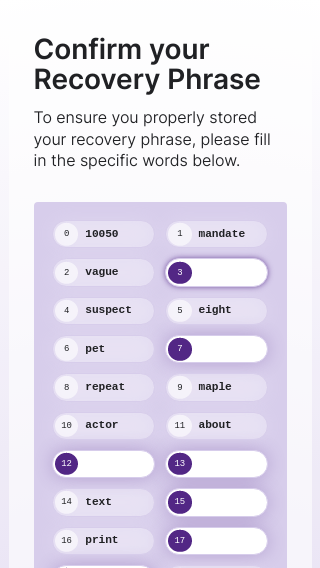 Confirm your
Recovery Phrase
To ensure you properly stored
your recovery phrase, please fill
in the specific words below.
0 10050 1 mandate
2 vague 3
4 suspect 5 eight
6 pet 7
8 repeat 9 maple
10 actor 11 about
12 13
14 text 15
16 print 17